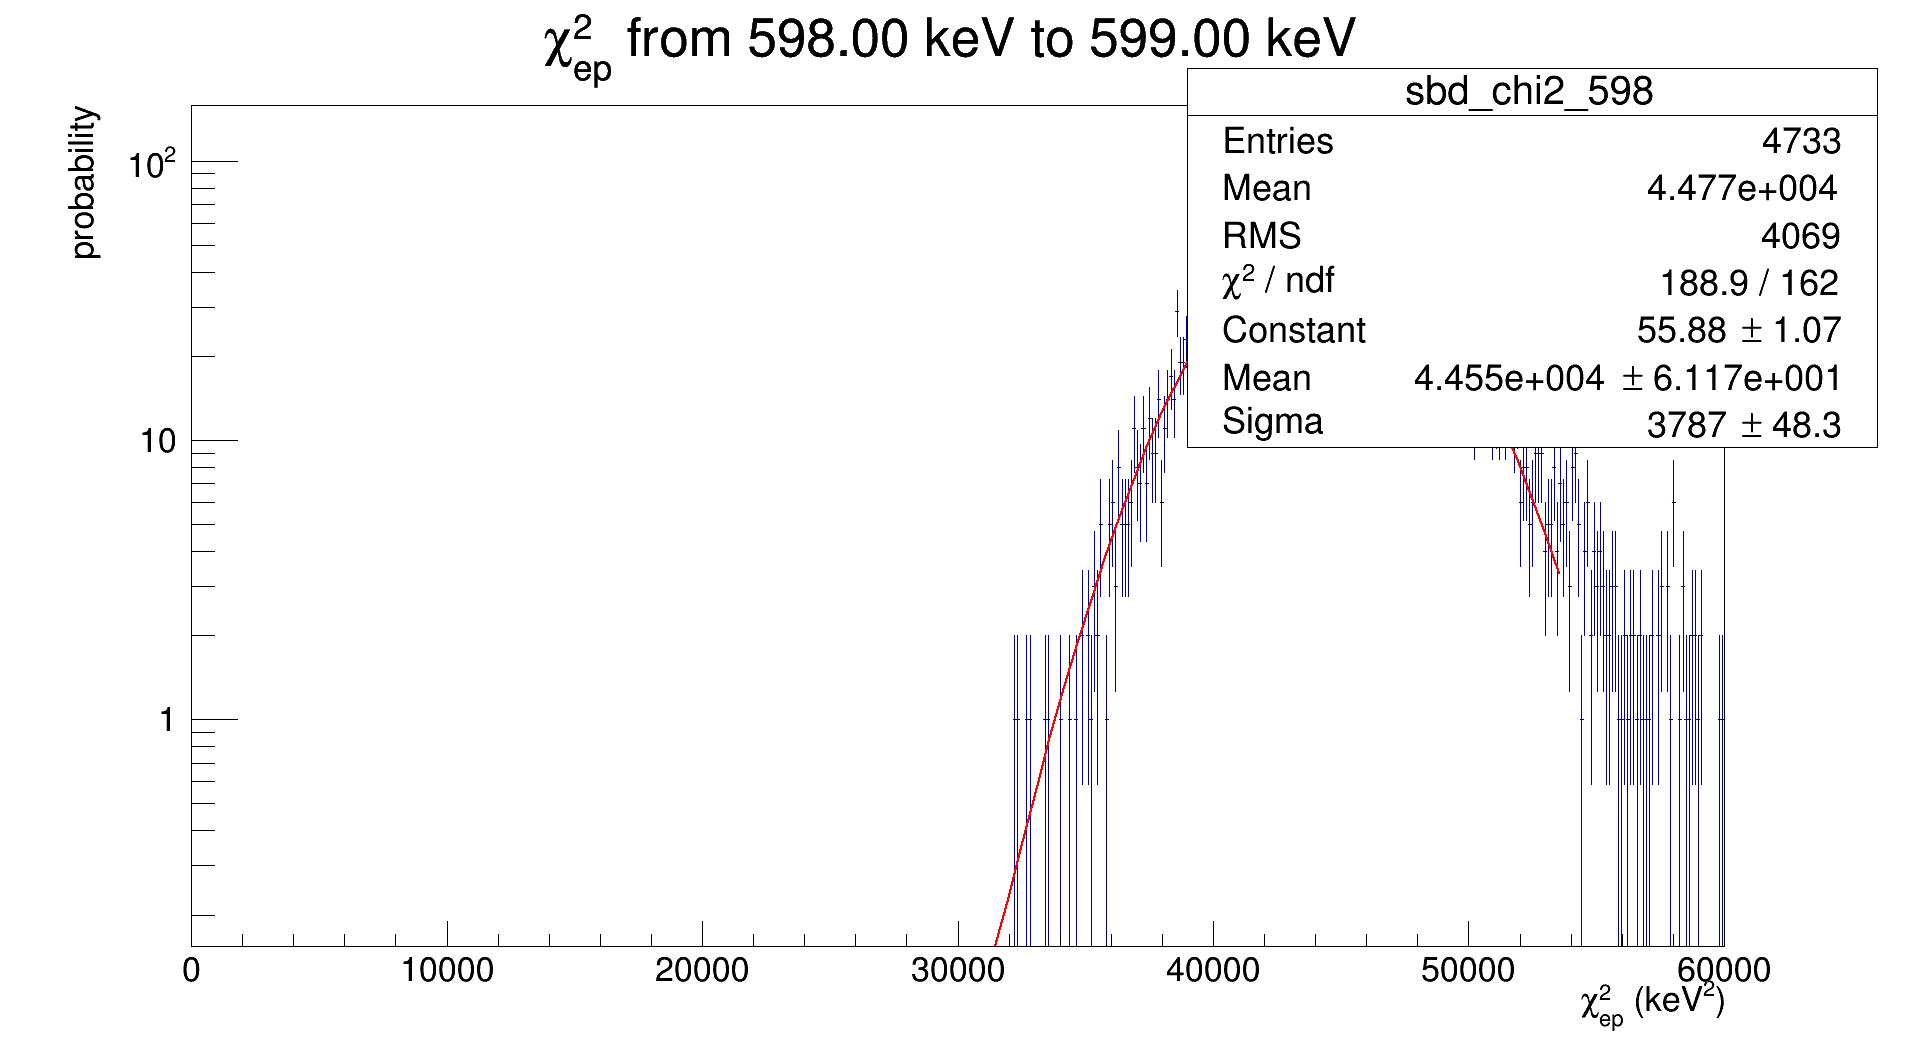 χ²ep from 598.00 keV to 599.00 keV
sbd_chi2_598
Entries 4733
Mean 4.477e+004
RMS 4069
χ² / ndf 188.9 / 162
Constant 55.88 ± 1.07
Mean 4.455e+004 ± 6.117e+001
Sigma 3787 ± 48.3
probability
10²
10
1
0 10000 20000 30000 40000 50000 60000
χ²ep (keV²)